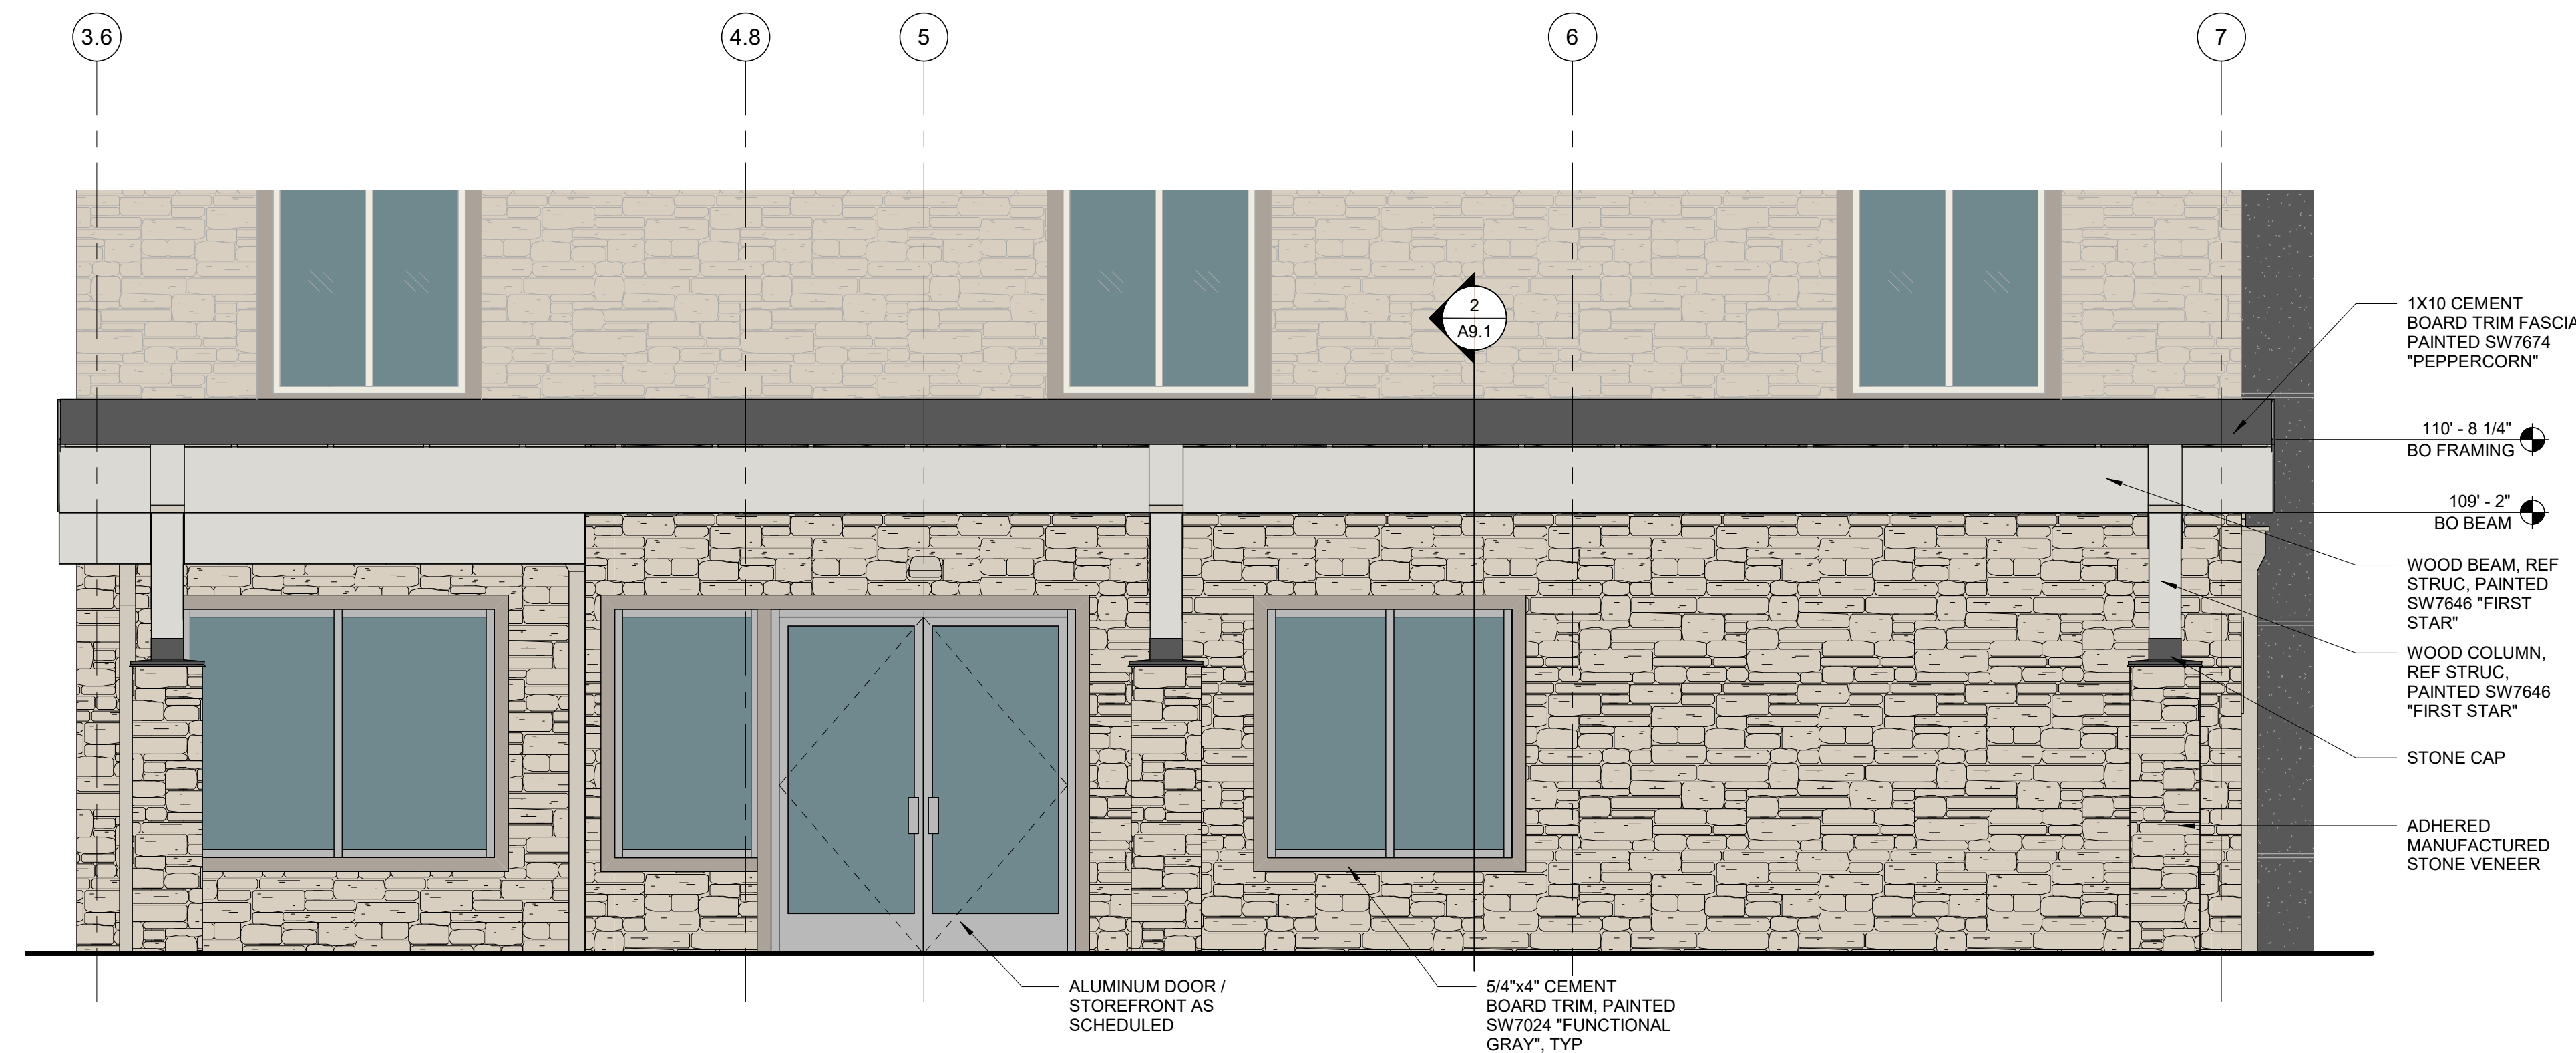 3.6
4.8
5
6
7
2
A9.1
1X10 CEMENT
BOARD TRIM FASCIA
PAINTED SW7674
"PEPPERCORN"
110' - 8 1/4"
BO FRAMING
109' - 2"
BO BEAM
WOOD BEAM, REF
STRUC, PAINTED
SW7646 "FIRST
STAR"
WOOD COLUMN,
REF STRUC,
PAINTED SW7646
"FIRST STAR"
STONE CAP
ADHERED
MANUFACTURED
STONE VENEER
ALUMINUM DOOR /
STOREFRONT AS
SCHEDULED
5/4"x4" CEMENT
BOARD TRIM, PAINTED
SW7024 "FUNCTIONAL
GRAY", TYP